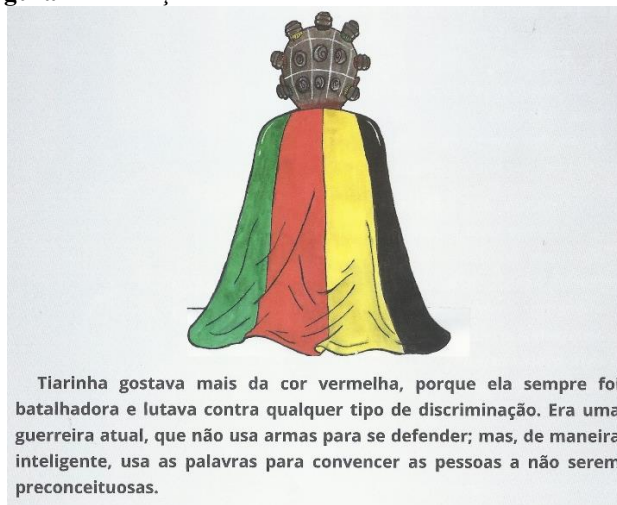 Tiarinha gostava mais da cor vermelha, porque ela sempre foi
batalhadora e lutava contra qualquer tipo de discriminação. Era uma
guerreira atual, que não usa armas para se defender; mas, de maneira
inteligente, usa as palavras para convencer as pessoas a não serem
preconceituosas.